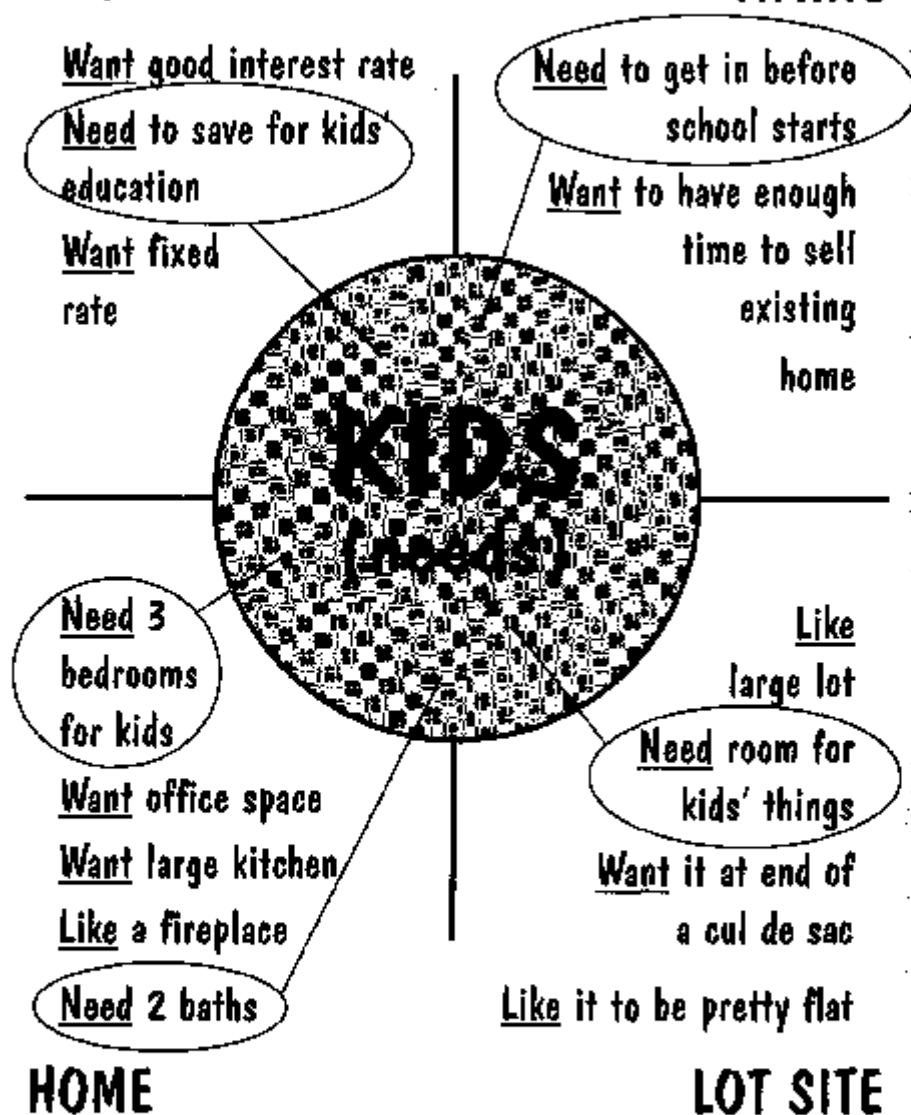 Want good interest rate
Need to save for kids'
education
Want fixed
rate
Need to get in before
school starts
Want to have enough
time to sell
existing
home
KIDS
(needs)
Need 3
bedrooms
for kids
Want office space
Want large kitchen
Like a fireplace
Need 2 baths
HOME
Like
large lot
Need room for
kids' things
Want it at end of
a cul de sac
Like it to be pretty flat
LOT SITE